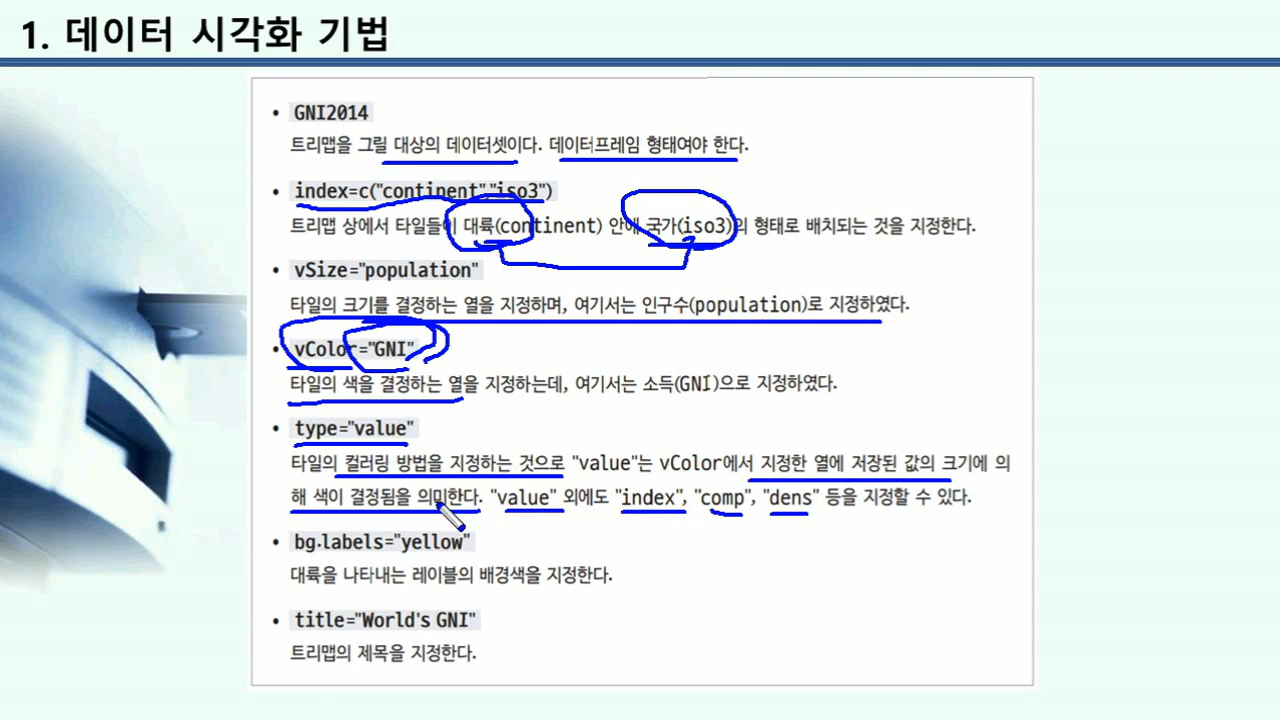 1. 데이터 시각화 기법
• GNI2014
트리맵을 그릴 대상의 데이터셋이다. 데이터프레임 형태여야 한다.
• index=c("continent","iso3")
트리맵 상에서 타일들이 대륙(continent) 안에 국가(iso3)의 형태로 배치되는 것을 지정한다.
• vSize="population"
타일의 크기를 결정하는 열을 지정하며, 여기서는 인구수(population)로 지정하였다.
• vColor="GNI"
타일의 색을 결정하는 열을 지정하는데, 여기서는 소득(GNI)으로 지정하였다.
• type="value"
타일의 컬러링 방법을 지정하는 것으로 "value"는 vColor에서 지정한 열에 저장된 값의 크기에 의
해 색이 결정됨을 의미한다. "value" 외에도 "index", "comp", "dens" 등을 지정할 수 있다.
• bg.labels="yellow"
대륙을 나타내는 레이블의 배경색을 지정한다.
• title="World's GNI"
트리맵의 제목을 지정한다.